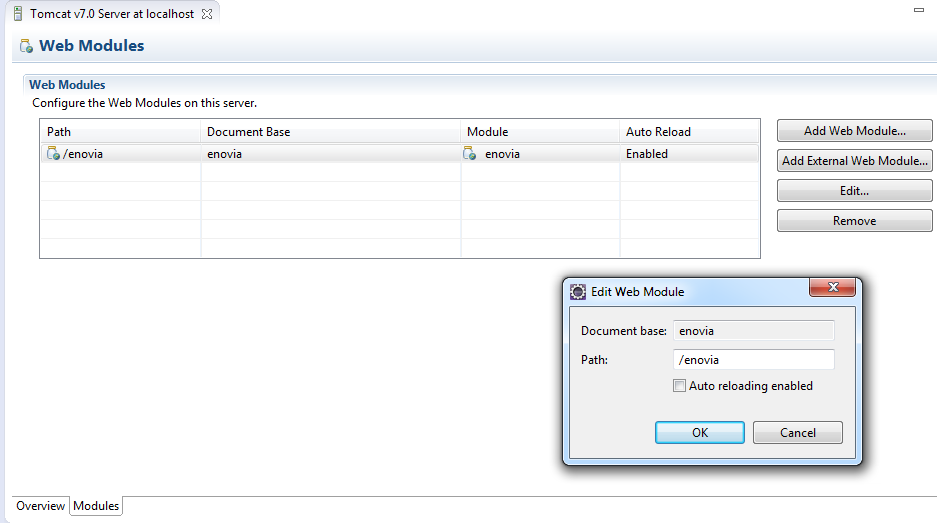 Tomcat v7.0 Server at localhost
Web Modules
Web Modules
Configure the Web Modules on this server.
Path Document Base Module Auto Reload
/enovia enovia enovia Enabled
Add Web Module...
Add External Web Module...
Edit...
Remove
Edit Web Module
Document base: enovia
Path: /enovia
Auto reloading enabled
OK Cancel
Overview Modules